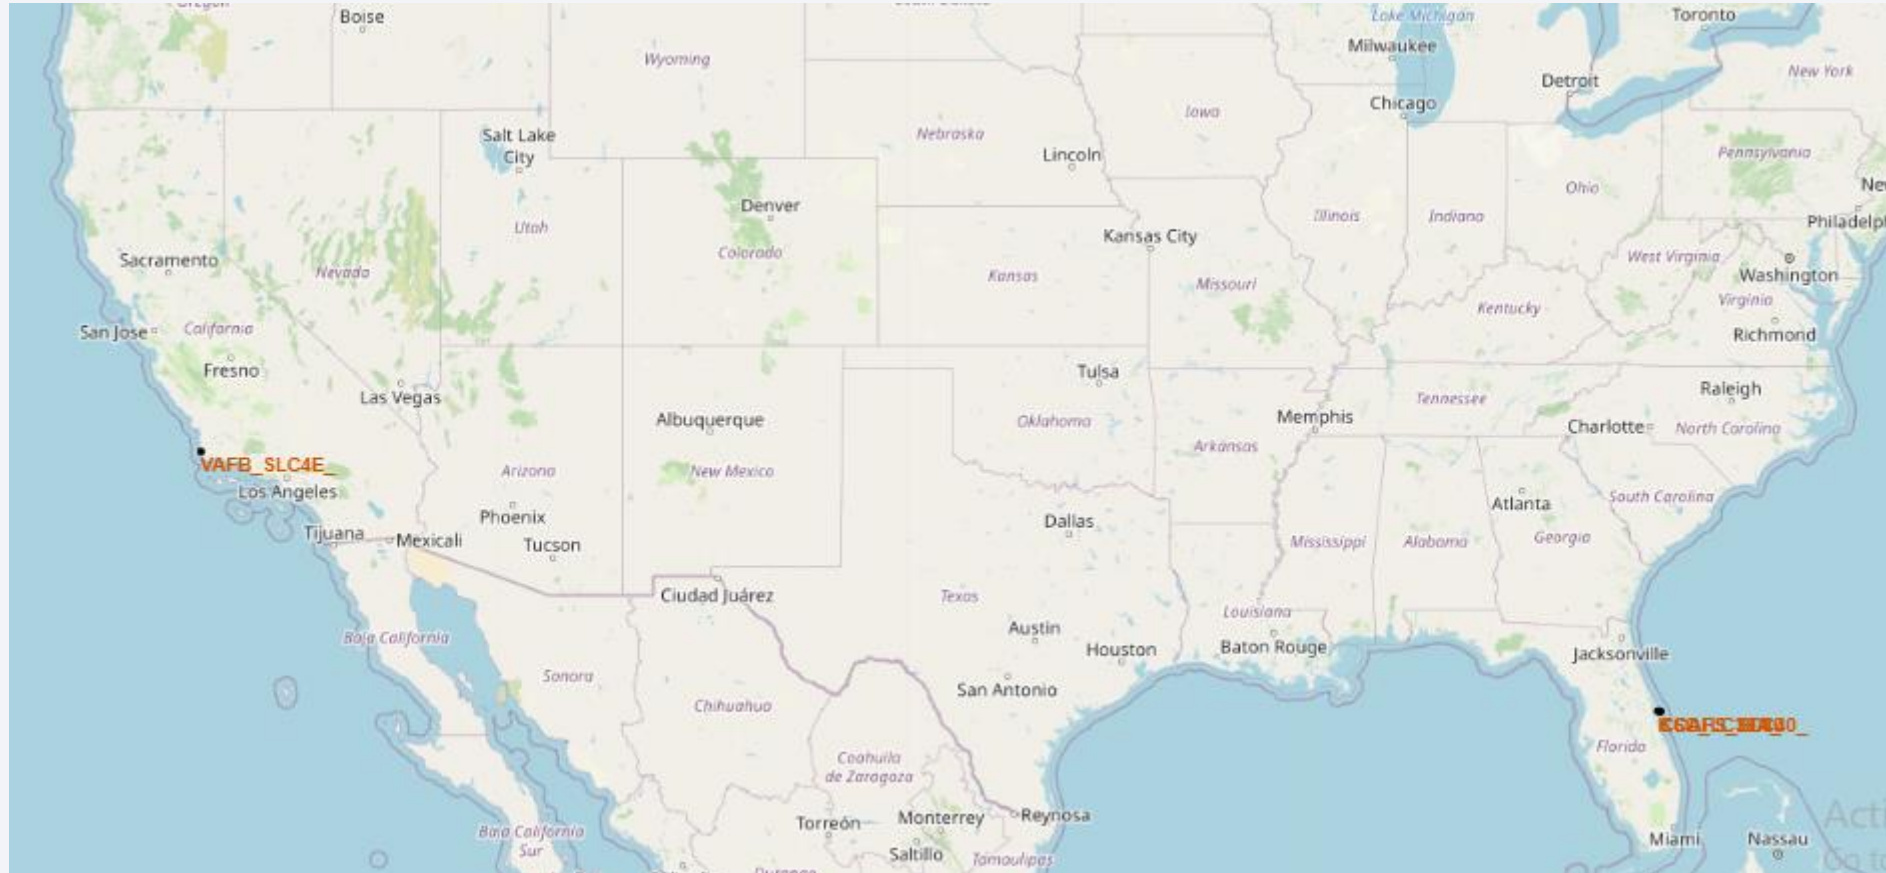 Oregon
Boise
South Dakota
Lake Michigan
Toronto
Milwaukee
Wyoming
New York
Detroit
Chicago
Iowa
Salt Lake
City
Nebraska
Lincoln
Pennsylvania
Ohio
Denver
Utah
Illinois
Indiana
Philadelp
Kansas City
Colorado
Sacramento
Nevada
Kansas
Missouri
West Virginia
Washington
Virginia
Kentucky
San Jose
California
Richmond
Fresno
Tulsa
Las Vegas
Raleigh
Tennessee
Albuquerque
Oklahoma
Memphis
Charlotte
North Carolina
Arkansas
VAFB_SLC4E_
Arizona
New Mexico
Los Angeles
South Carolina
Atlanta
Phoenix
Dallas
Tijuana
Mexicali
Tucson
Mississippi
Alabama
Georgia
Ciudad Juárez
Texas
Louisiana
Austin
Baja California
Houston
Baton Rouge
Jacksonville
Sonora
San Antonio
Chihuahua
Florida
Coahuila
de Zaragoza
Torreón
Monterrey
Reynosa
Baja California
Sur
Saltillo
Tamaulipas
Miami
Nassau
Durango